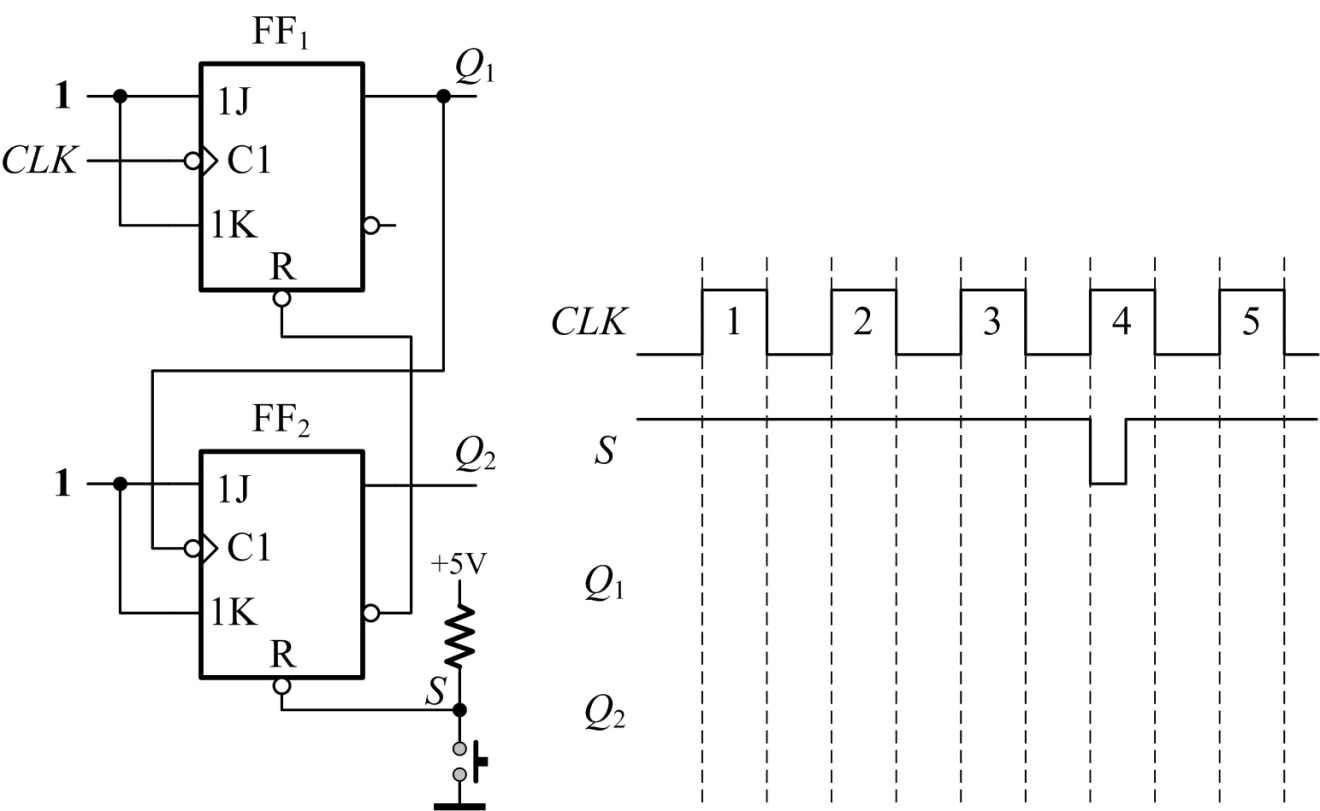 FF₁
Q₁
1
1J
CLK
C1
1K
R
FF₂
Q₂
1
1J
C1
1K
+5V
R
S
CLK
1
2
3
4
5
S
Q₁
Q₂